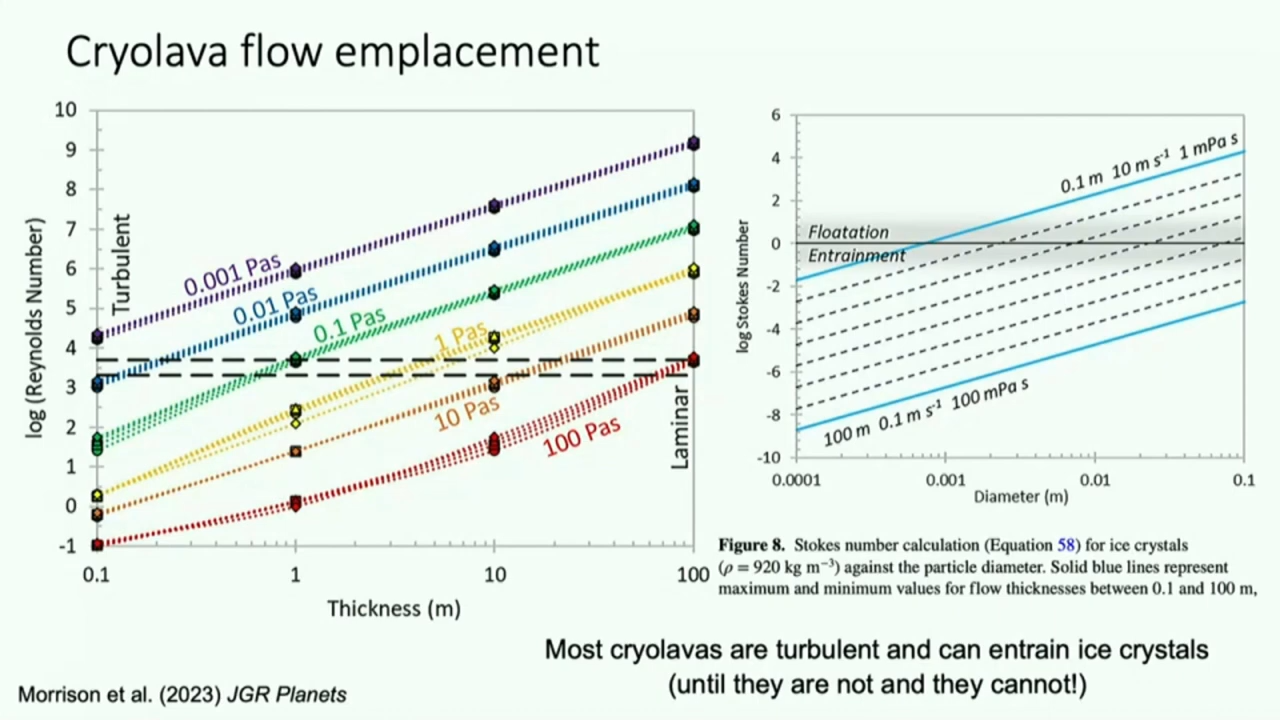 Cryolava flow emplacement
10
9
8
7
6
5
4
3
2
1
0
-1
log (Reynolds Number)
Turbulent
0.001 Pas
0.01 Pas
0.1 Pas
1 Pas
10 Pas
100 Pas
Laminar
0.1
1
10
100
Thickness (m)
6
4
2
0
-2
-4
-6
-8
-10
log Stokes Number
0.1 m 10 m s⁻¹ 1 mPa s
Floatation
Entrainment
100 m 0.1 m s⁻¹ 100 mPa s
0.0001
0.001
0.01
0.1
Diameter (m)
Figure 8. Stokes number calculation (Equation 58) for ice crystals
(ρ = 920 kg m⁻³) against the particle diameter. Solid blue lines represent
maximum and minimum values for flow thicknesses between 0.1 and 100 m,
Most cryolavas are turbulent and can entrain ice crystals
(until they are not and they cannot!)
Morrison et al. (2023) JGR Planets